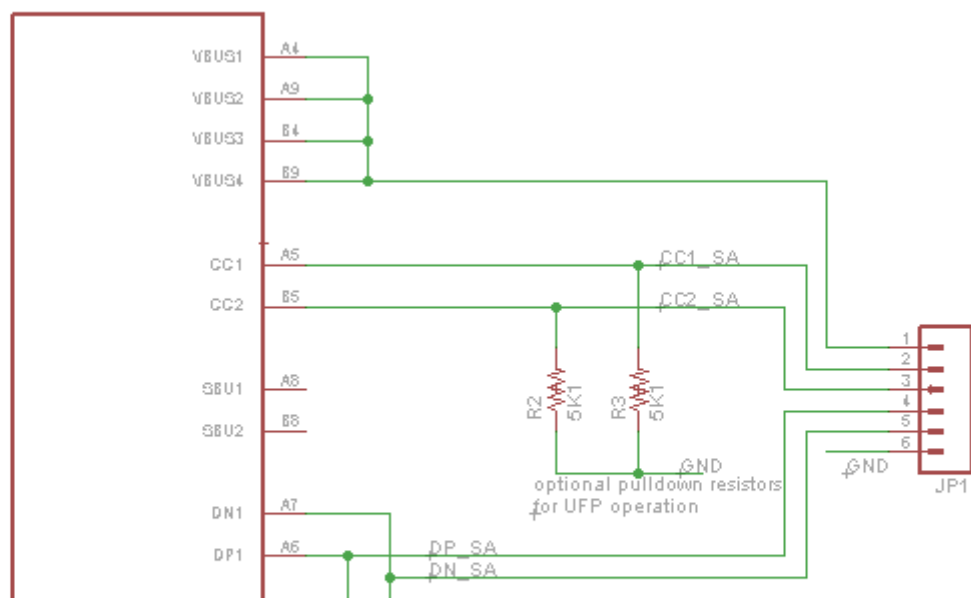 VBUS1 A4
VBUS2 A9
VBUS3 B4
VBUS4 B9
CC1 A5 CC1_SA
CC2 B5 CC2_SA
1
2
3
4
5
6
SBU1 A8
SBU2 B8
R2 5K1 R3 5K1
GND
GND
JP1
optional pulldown resistors
for UFP operation
DN1 A7
DP1 A6 DP_SA
DN_SA